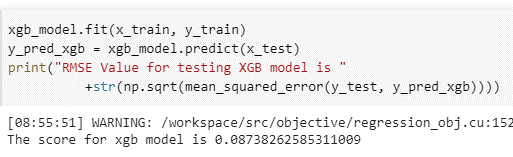 xgb_model.fit(x_train, y_train)
y_pred_xgb = xgb_model.predict(x_test)
print("RMSE Value for testing XGB model is "
+str(np.sqrt(mean_squared_error(y_test, y_pred_xgb))))
[08:55:51] WARNING: /workspace/src/objective/regression_obj.cu:152
The score for xgb model is 0.08738262585311009